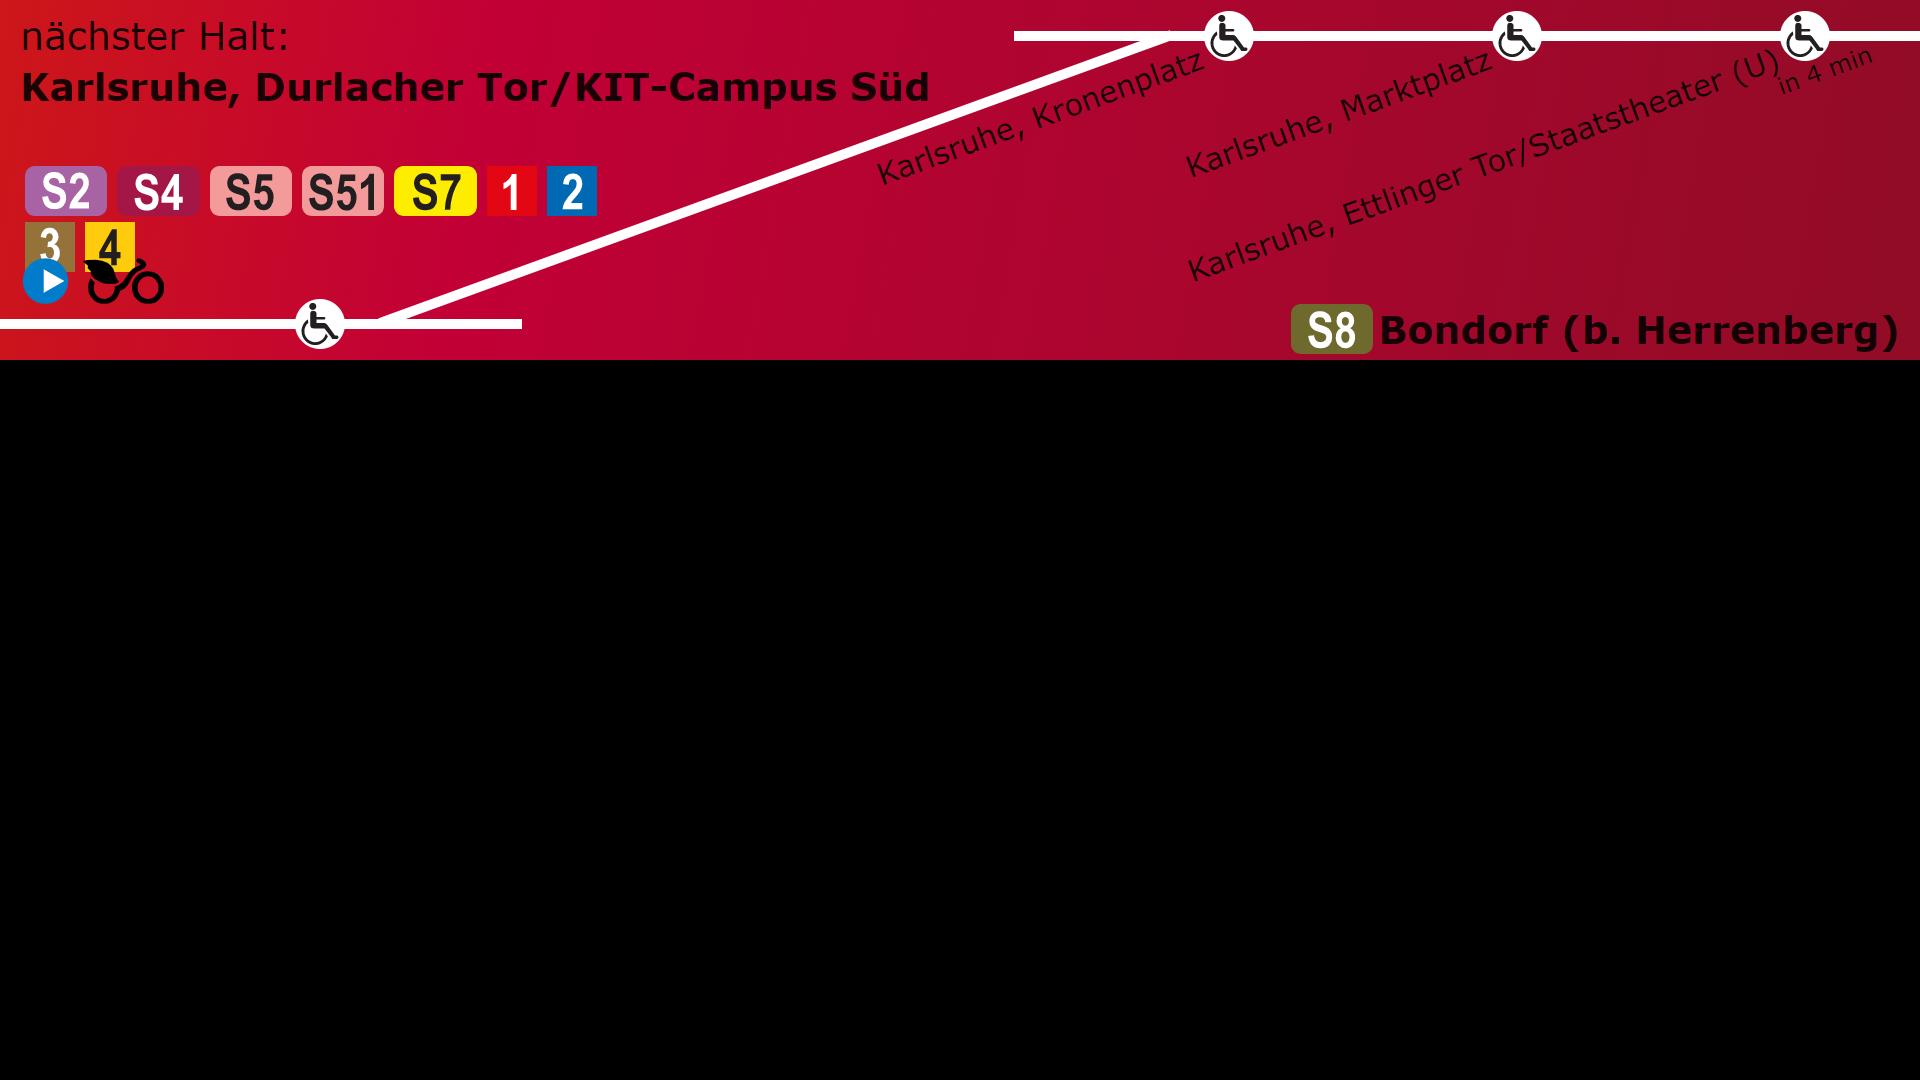 nächster Halt:
Karlsruhe, Durlacher Tor/KIT-Campus Süd
S2 S4 S5 S51 S7 1 2
3 4
Karlsruhe, Kronenplatz
Karlsruhe, Marktplatz
Karlsruhe, Ettlinger Tor/Staatstheater (U)
in 4 min
S8 Bondorf (b. Herrenberg)